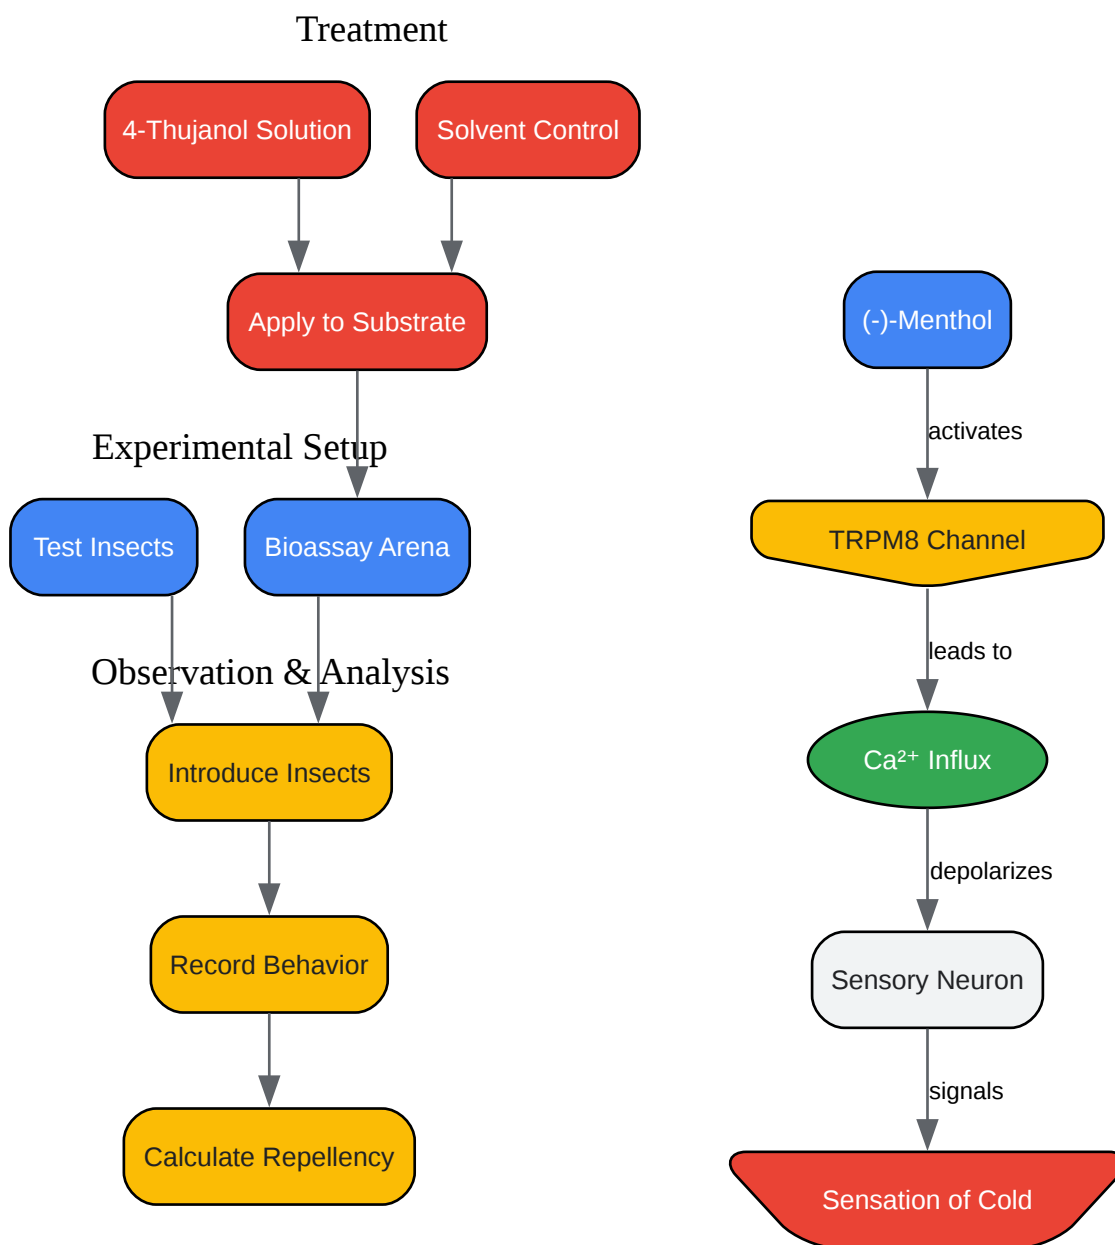 Treatment
4-Thujanol Solution
Solvent Control
Apply to Substrate
Experimental Setup
Test Insects
Bioassay Arena
Observation & Analysis
Introduce Insects
Record Behavior
Calculate Repellency
(-)-Menthol
activates
TRPM8 Channel
leads to
Ca²⁺ Influx
depolarizes
Sensory Neuron
signals
Sensation of Cold